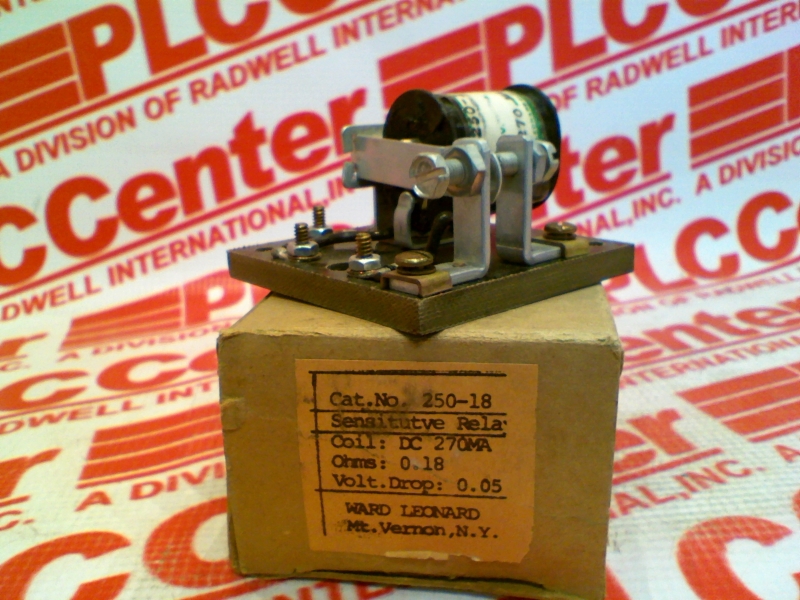 PLCCenter
A DIVISION OF RADWELL INTERNATIONAL, INC.
Cat.No. 250-18
Sensitutve Relay
Coil: DC 270MA
Ohms: 0.18
Volt.Drop: 0.05
WARD LEONARD
Mt.Vernon,N.Y.